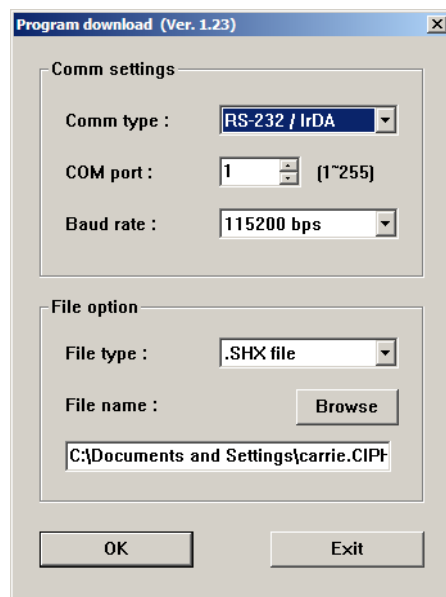 Program download (Ver. 1.23)
Comm settings
Comm type : RS-232 / IrDA
COM port : 1 (1~255)
Baud rate : 115200 bps
File option
File type : .SHX file
File name : Browse
C:\Documents and Settings\carrie.CIPH
OK Exit